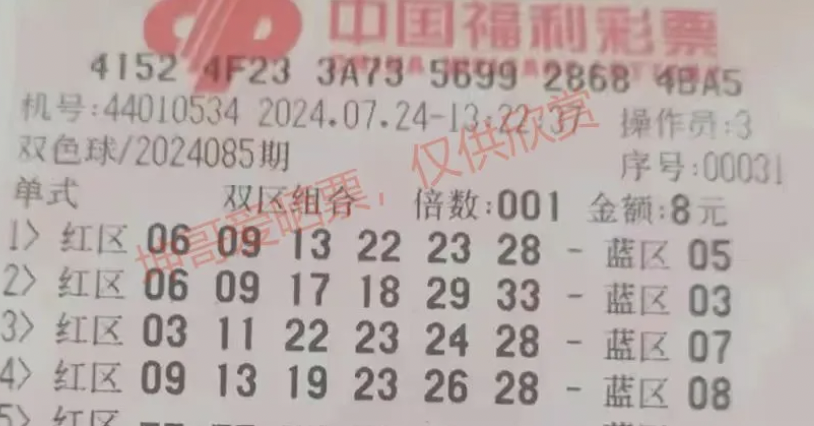 中国福利彩票
4152 4F23 3A73 5699 2868 4BA5
机号:44010534 2024.07.24-13:22:37 操作员:3
双色球/2024085期 序号:00031
单式 双区组合 倍数:001 金额:8元
1> 红区 06 09 13 22 23 28 - 蓝区 05
2> 红区 06 09 17 18 29 33 - 蓝区 03
3> 红区 03 11 22 23 24 28 - 蓝区 07
4> 红区 09 13 19 23 26 28 - 蓝区 08
5> 红区
坤哥爱晒票，仅供欣赏